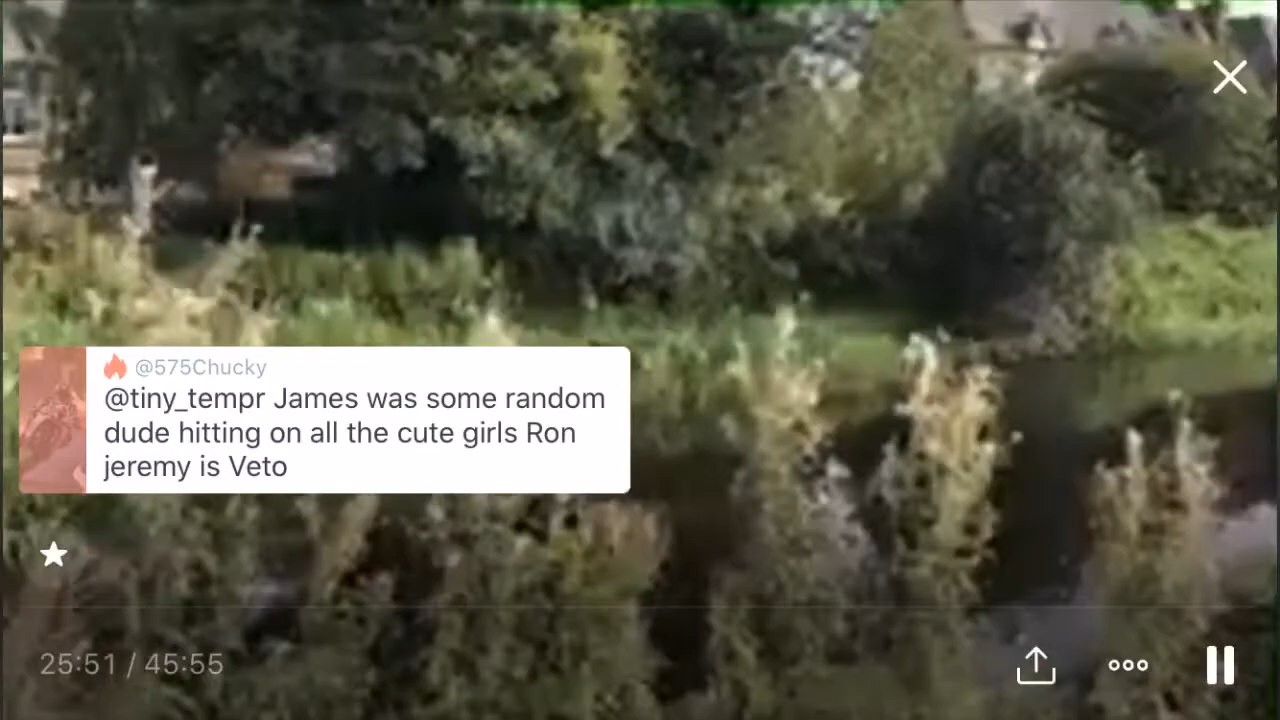 @575Chucky
@tiny_tempr James was some random
dude hitting on all the cute girls Ron
jeremy is Veto
25:51 / 45:55